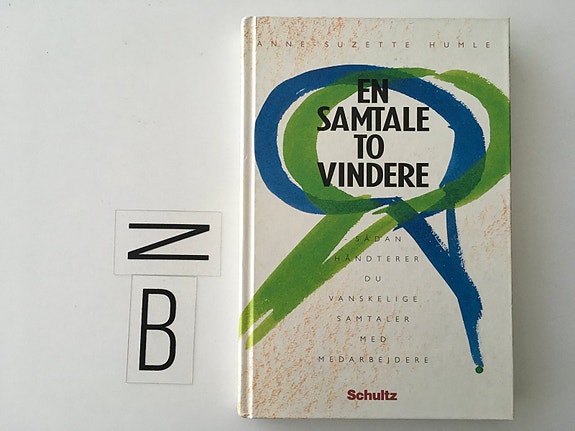 ANNE SUZETTE HUMLE
EN
SAMTALE
TO
VINDERE
- SÅDAN
HÅNDTERER
DU
VANSKELIGE
SAMTALER
MED
MEDARBEJDERE
Schultz
N
B